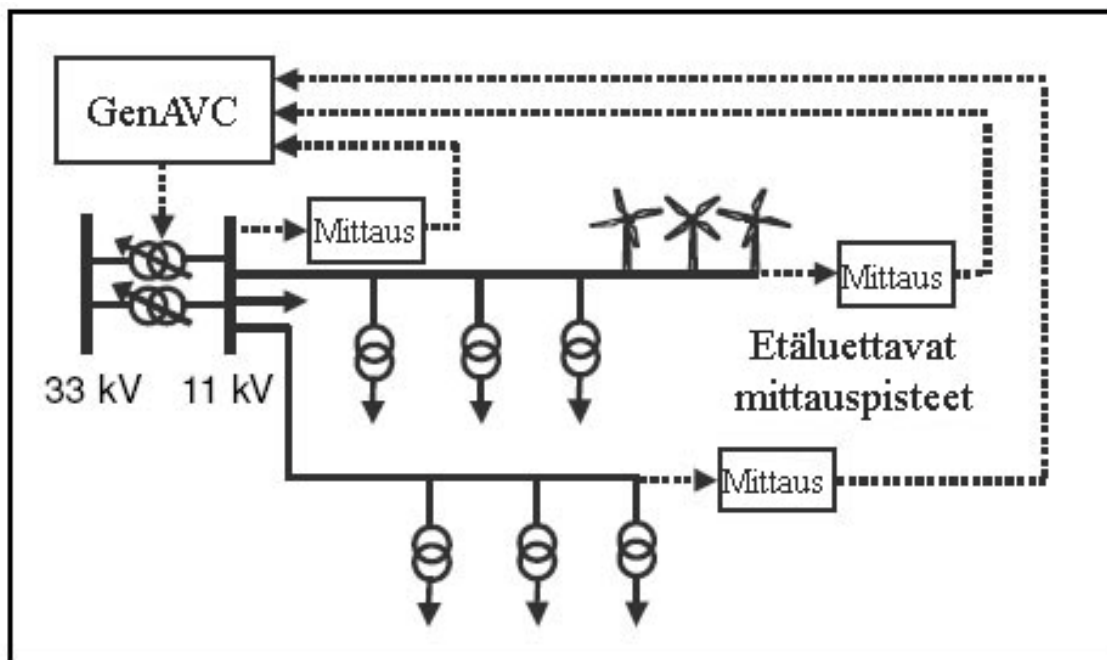 GenAVC
Mittaus
Mittaus
33 kV
11 kV
Etäluettavat
mittauspisteet
Mittaus